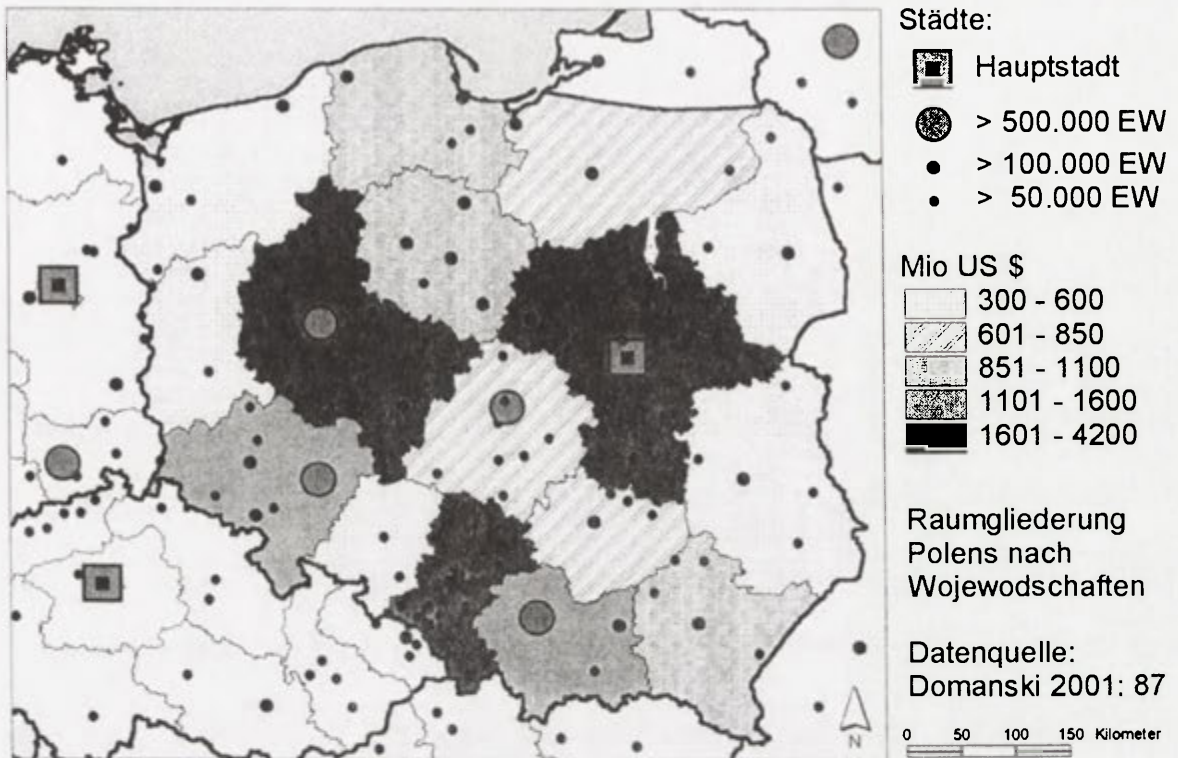 Städte:
Hauptstadt
> 500.000 EW
> 100.000 EW
> 50.000 EW
Mio US $
300 - 600
601 - 850
851 - 1100
1101 - 1600
1601 - 4200
Raumgliederung
Polens nach
Wojewodschaften
Datenquelle:
Domanski 2001: 87
N
0 50 100 150 Kilometer